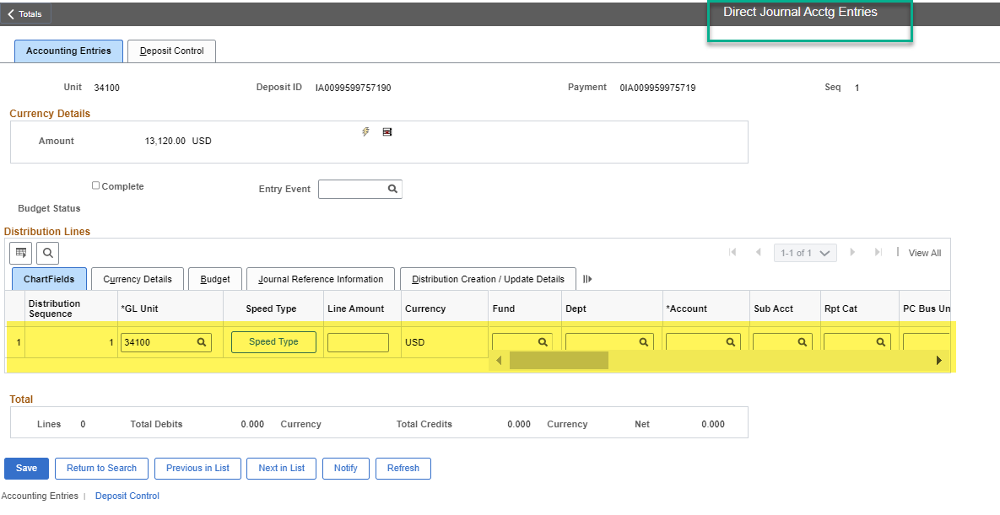 Totals
Direct Journal Acctg Entries
Accounting Entries
Deposit Control
Unit 34100 Deposit ID IA0099599757190 Payment 0IA009959975719 Seq 1
Currency Details
Amount 13,120.00 USD
Complete Entry Event
Budget Status
Distribution Lines
1-1 of 1 | View All
ChartFields Currency Details Budget Journal Reference Information Distribution Creation / Update Details
Distribution Sequence *GL Unit Speed Type Line Amount Currency Fund Dept *Account Sub Acct Rpt Cat PC Bus Un
1 1 34100 Speed Type USD
Total
Lines 0 Total Debits 0.000 Currency Total Credits 0.000 Currency Net 0.000
Save Return to Search Previous in List Next in List Notify Refresh
Accounting Entries | Deposit Control